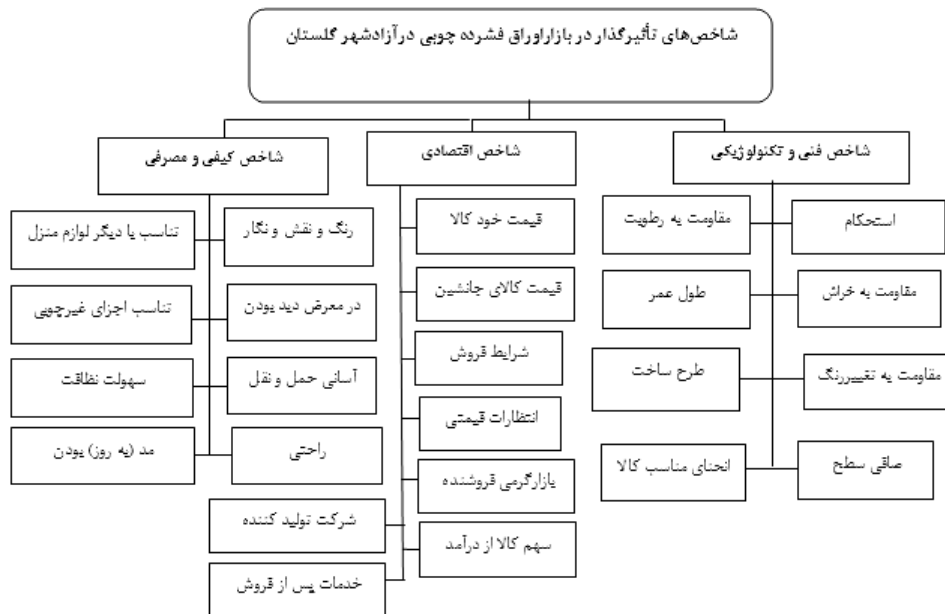 شاخص‌های تأثیرگذار در بازار اوراق فشرده چوبی در آزادشهر گلستان
شاخص فنی و تکنولوژیکی
شاخص اقتصادی
شاخص کیفی و مصرفی
استحکام
مقاومت به رطوبت
مقاومت به خراش
طول عمر
مقاومت به تغییررنگ
طرح ساخت
صافی سطح
انحنای مناسب کالا
قیمت خود کالا
قیمت کالای جانشین
شرایط فروش
انتظارات قیمتی
بازارگرمی فروشنده
شرکت تولید کننده
سهم کالا از درآمد
خدمات پس از فروش
رنگ و نقش و نگار
تناسب با دیگر لوازم منزل
در معرض دید بودن
تناسب اجزای غیرچوبی
آسانی حمل و نقل
سهولت نظافت
راحتی
مد (به روز) بودن